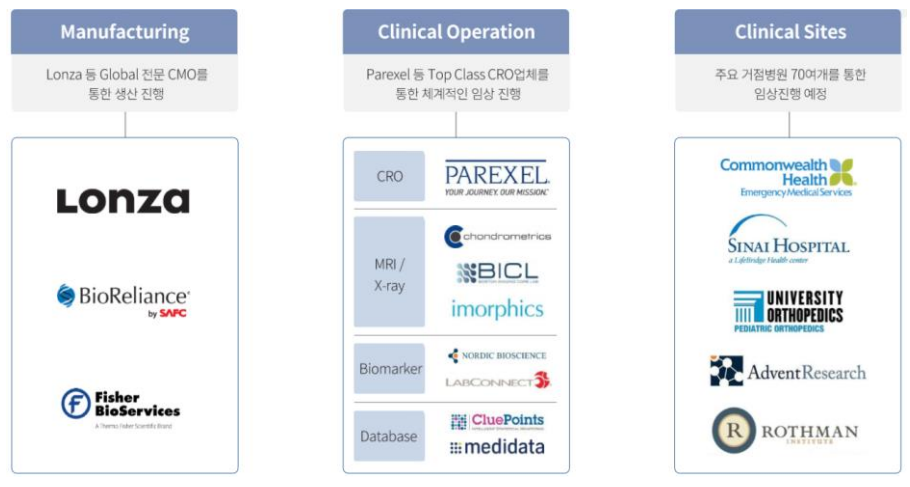 Manufacturing
Lonza 등 Global 전문 CMO를
통한 생산 진행
Lonza
BioReliance
by SAFC
Fisher
BioServices
A Thermo Fisher Scientific Brand
Clinical Operation
Parexel 등 Top Class CRO업체를
통한 체계적인 임상 진행
CRO
PAREXEL
YOUR JOURNEY. OUR MISSION.
MRI /
X-ray
chondrometrics
BICL
imorphics
Biomarker
NORDIC BIOSCIENCE
LABCONNECT
Database
CluePoints
medidata
Clinical Sites
주요 거점병원 70여개를 통한
임상진행 예정
Commonwealth
Health
Emergency Medical Services
SINAI HOSPITAL
a LifeBridge Health center
UNIVERSITY
ORTHOPEDICS
PEDIATRIC ORTHOPEDICS
AdventResearch
R
ROTHMAN
INSTITUTE